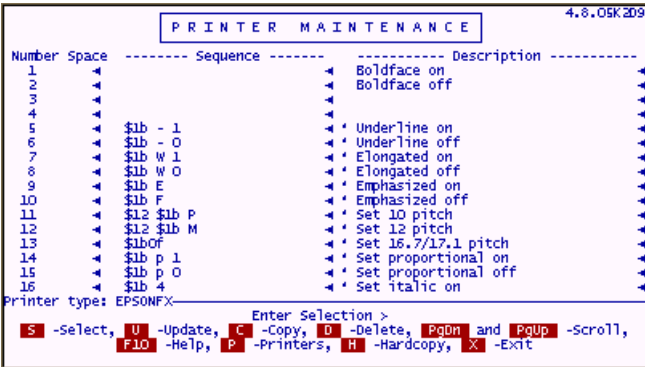 4.8.05K2D9
PRINTER MAINTENANCE
Number Space -------- Sequence ------- ----------- Description -----------
1 Boldface on
2 Boldface off
3
4
5 $1b - 1 ' Underline on
6 $1b - 0 ' Underline off
7 $1b W 1 ' Elongated on
8 $1b W 0 ' Elongated off
9 $1b E ' Emphasized on
10 $1b F ' Emphasized off
11 $12 $1b P ' Set 10 pitch
12 $12 $1b M ' Set 12 pitch
13 $1b0f ' Set 16.7/17.1 pitch
14 $1b p 1 ' Set proportional on
15 $1b p 0 ' Set proportional off
16 $1b 4 ' Set italic on
Printer type: EPSONFX
Enter Selection >
S -Select, U -Update, C -Copy, D -Delete, PgDn and PgUp -Scroll,
F10 -Help, P -Printers, H -Hardcopy, X -Exit